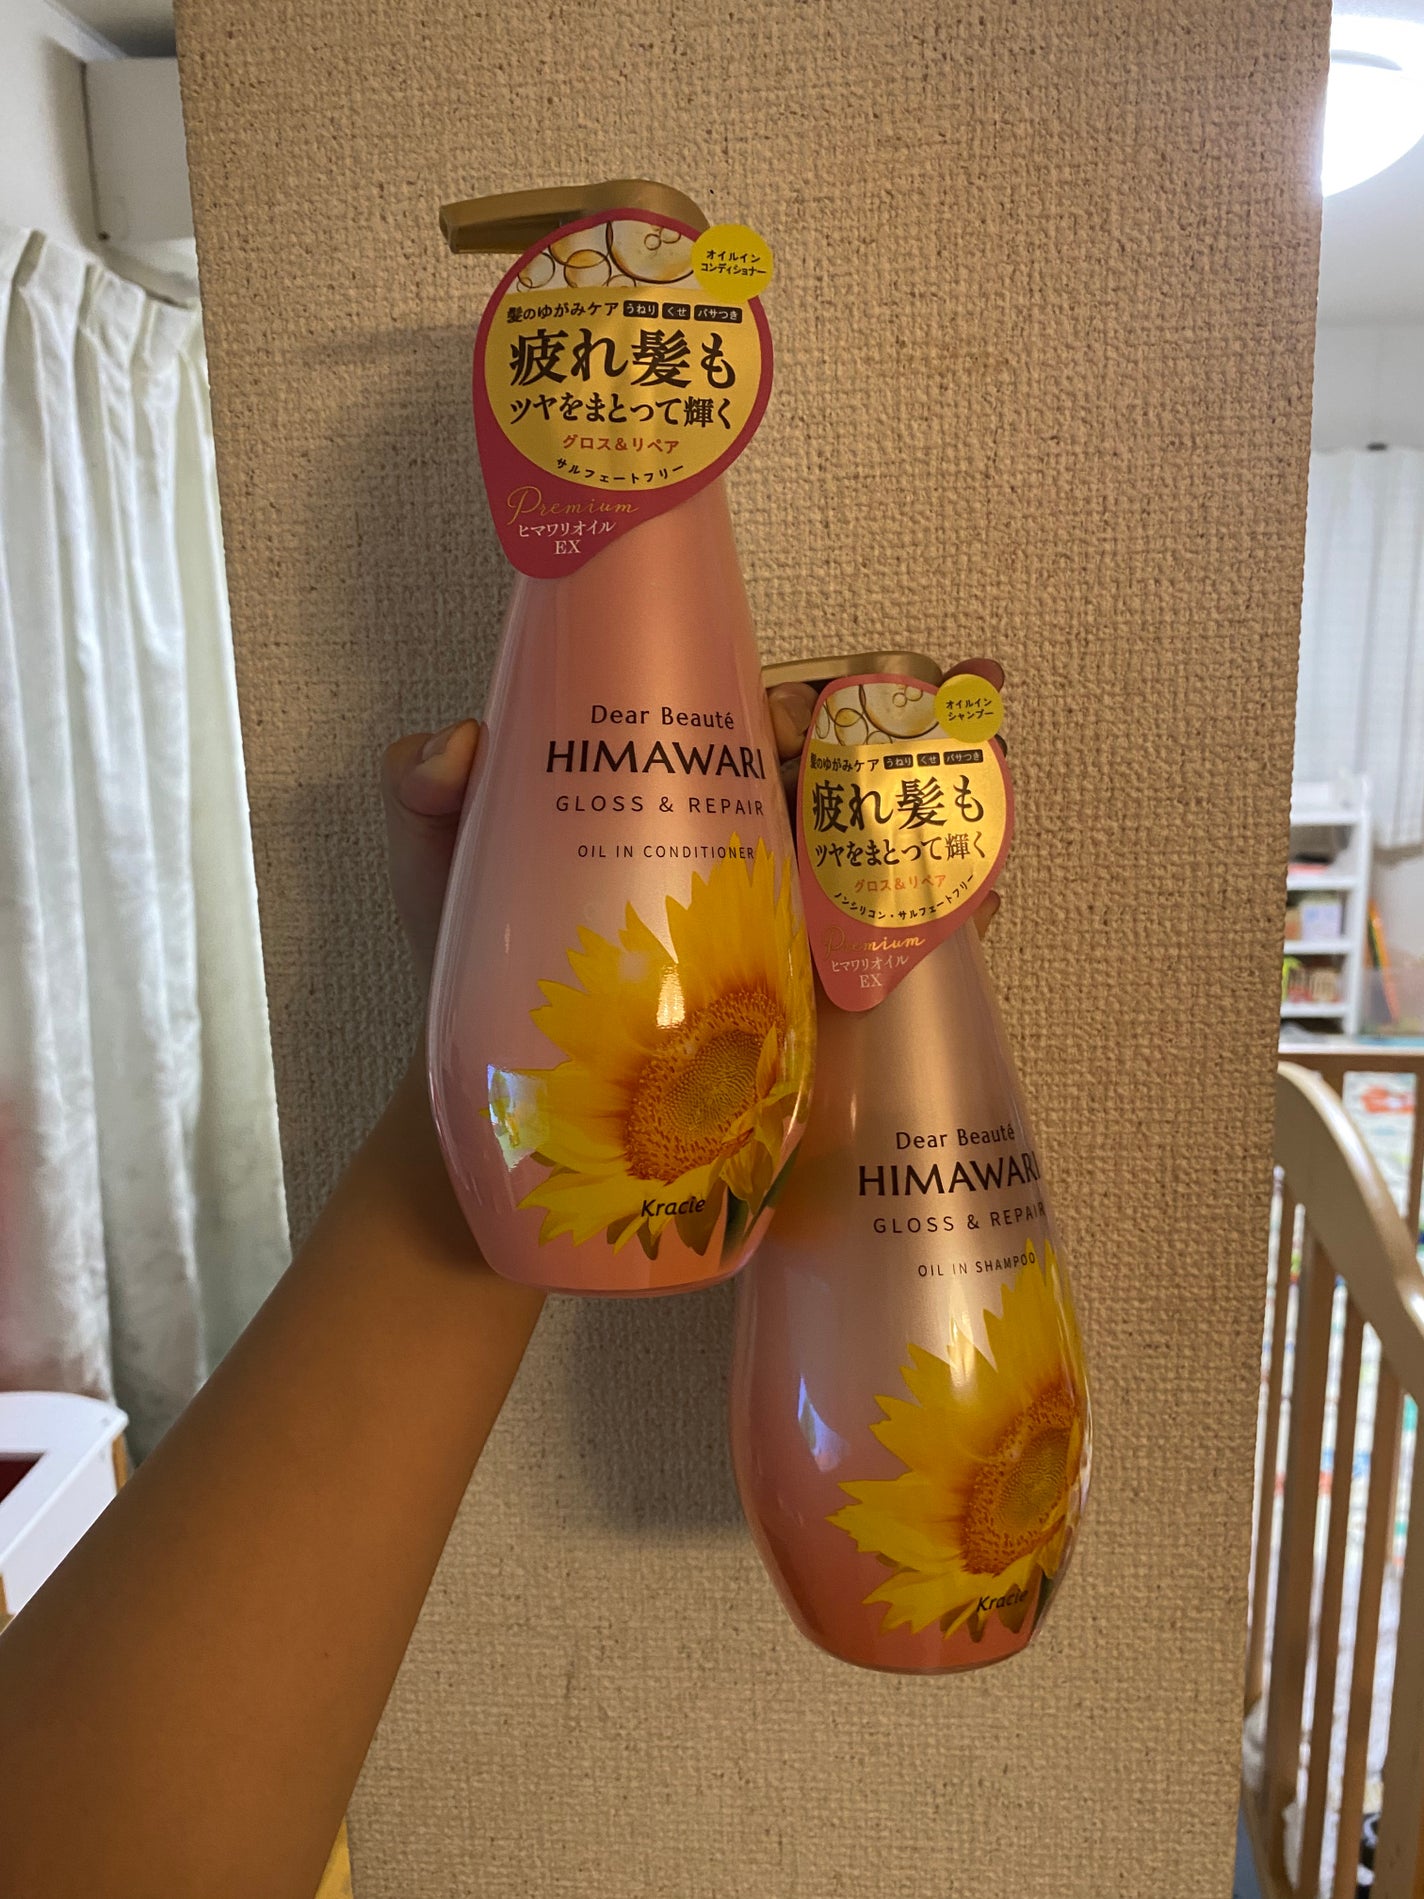 オイルイン
コンディショナー
髪のゆがみケア うねり くせ パサつき
疲れ髪も
ツヤをまとって輝く
グロス&リペア
サルフェートフリー
Premium
ヒマワリオイル
EX
Dear Beauté
HIMAWARI
GLOSS & REPAIR
OIL IN CONDITIONER
Kracie
オイルイン
シャンプー
髪のゆがみケア うねり くせ パサつき
疲れ髪も
ツヤをまとって輝く
グロス&リペア
ノンシリコン・サルフェートフリー
Premium
ヒマワリオイル
EX
Dear Beauté
HIMAWARI
GLOSS & REPAIR
OIL IN SHAMPOO
Kracie